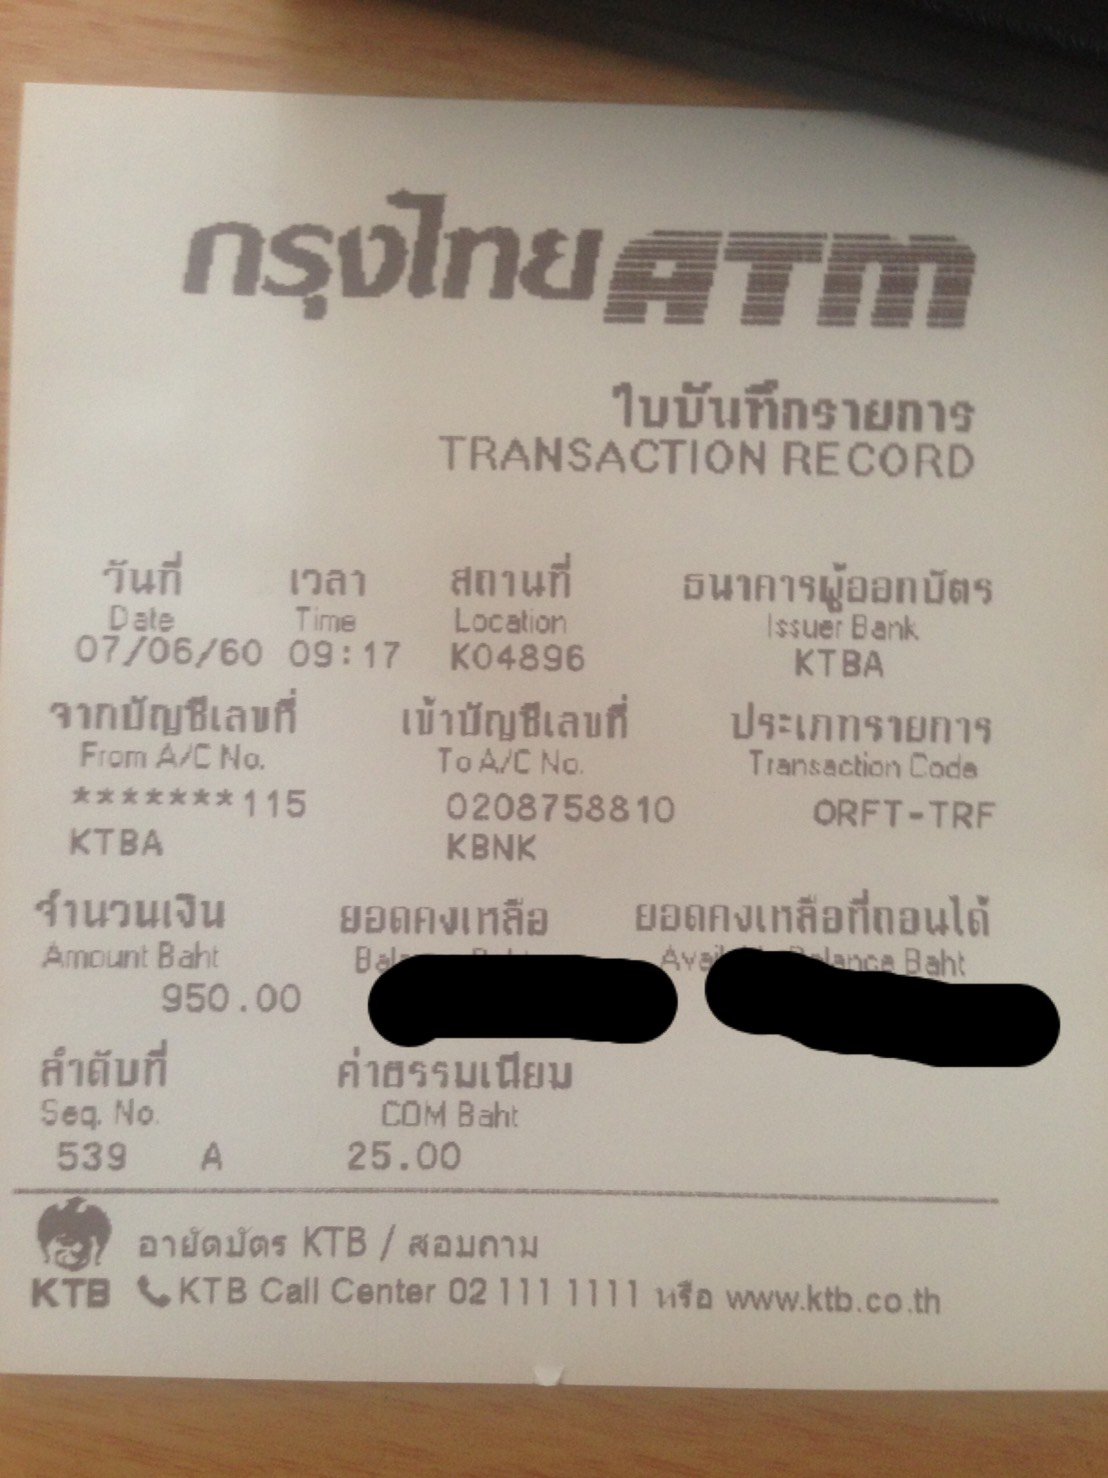 กรุงไทย ATM
ใบบันทึกรายการ
TRANSACTION RECORD
วันที่ เวลา สถานที่ ธนาคารผู้ออกบัตร
Date Time Location Issuer Bank
07/06/60 09:17 K04896 KTBA
จากบัญชีเลขที่ เข้าบัญชีเลขที่ ประเภทรายการ
From A/C No. To A/C No. Transaction Code
*******115 0208758810 ORFT-TRF
KTBA KBNK
จำนวนเงิน ยอดคงเหลือ ยอดคงเหลือที่ถอนได้
Amount Baht Balance Baht
950.00
ลำดับที่ ค่าธรรมเนียม
Seq. No. COM Baht
539 A 25.00
อายัดบัตร KTB / สอบถาม
KTB KTB Call Center 02 111 1111 หรือ www.ktb.co.th